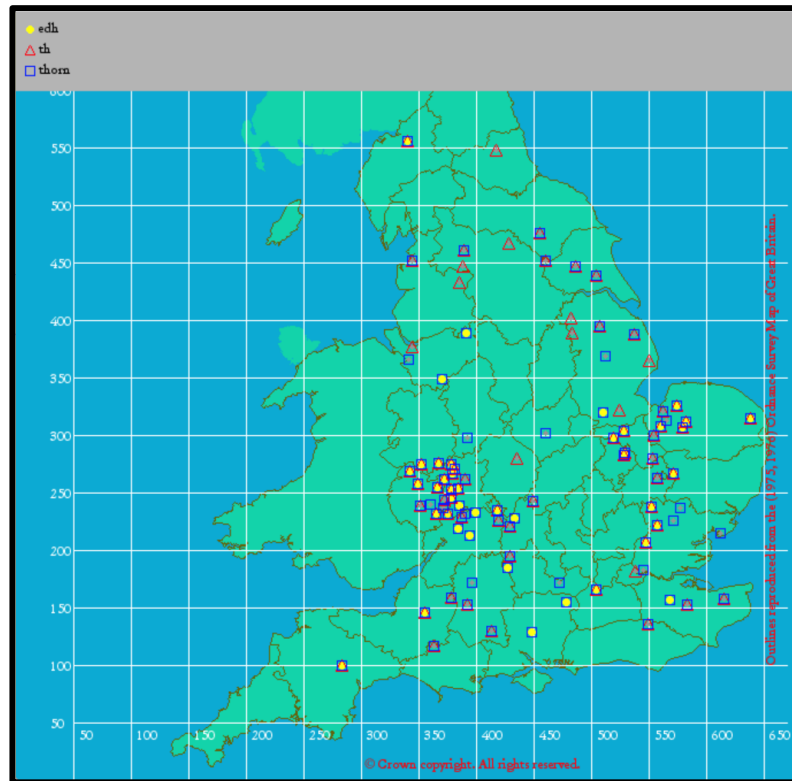 edh
th
thorn
600
550
500
450
400
350
300
250
200
150
100
50
50 100 150 200 250 300 350 400 450 500 550 600 650
© Crown copyright. All rights reserved.
Outlines reproduced from the (1975, 1976) Ordnance Survey Map of Great Britain.